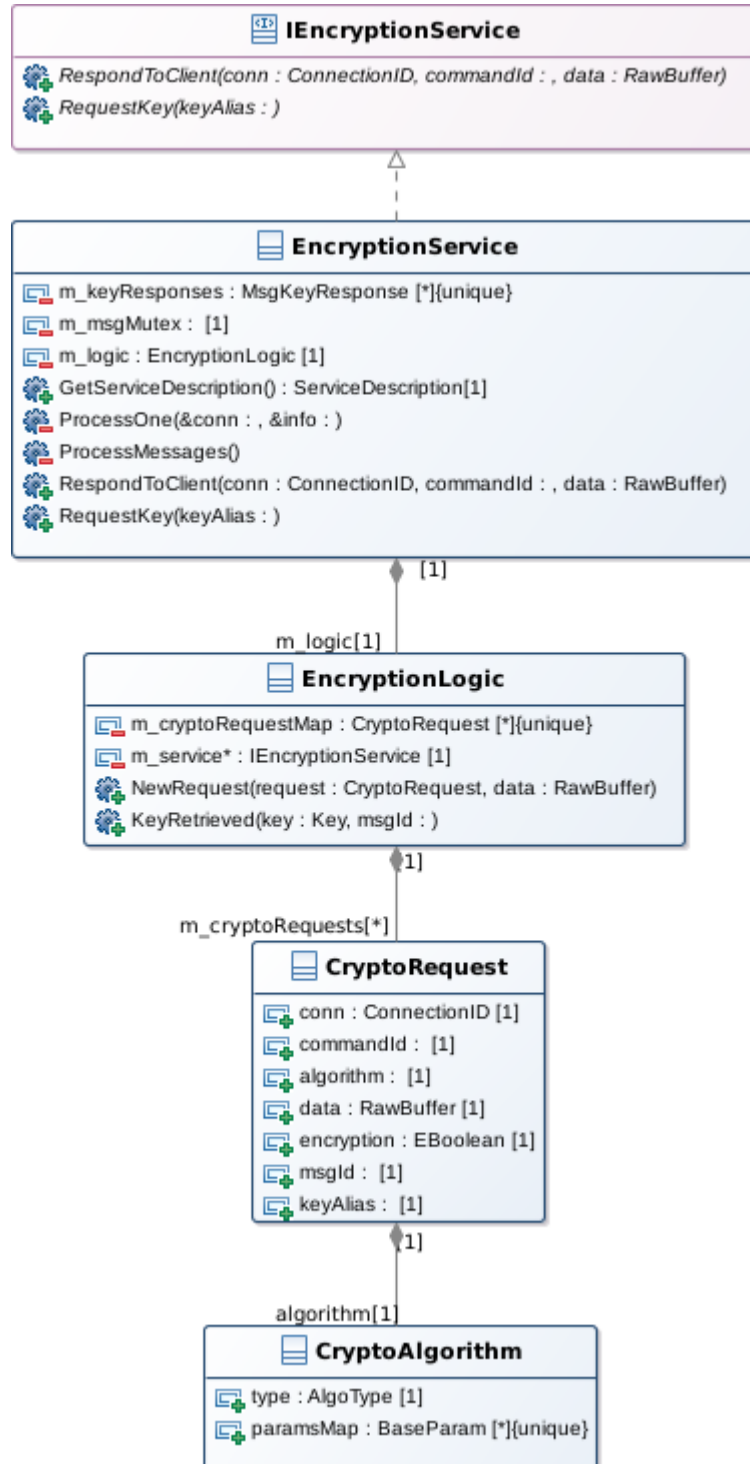 IEncryptionService
RespondToClient(conn : ConnectionID, commandId : , data : RawBuffer)
RequestKey(keyAlias : )
EncryptionService
m_keyResponses : MsgKeyResponse [*]{unique}
m_msgMutex :  [1]
m_logic : EncryptionLogic [1]
GetServiceDescription() : ServiceDescription[1]
ProcessOne(&conn : , &info : )
ProcessMessages()
RespondToClient(conn : ConnectionID, commandId : , data : RawBuffer)
RequestKey(keyAlias : )
[1]
m_logic[1]
EncryptionLogic
m_cryptoRequestMap : CryptoRequest [*]{unique}
m_service* : IEncryptionService [1]
NewRequest(request : CryptoRequest, data : RawBuffer)
KeyRetrieved(key : Key, msgId : )
[1]
m_cryptoRequests[*]
CryptoRequest
conn : ConnectionID [1]
commandId :  [1]
algorithm :  [1]
data : RawBuffer [1]
encryption : EBoolean [1]
msgId :  [1]
keyAlias :  [1]
[1]
algorithm[1]
CryptoAlgorithm
type : AlgoType [1]
paramsMap : BaseParam [*]{unique}